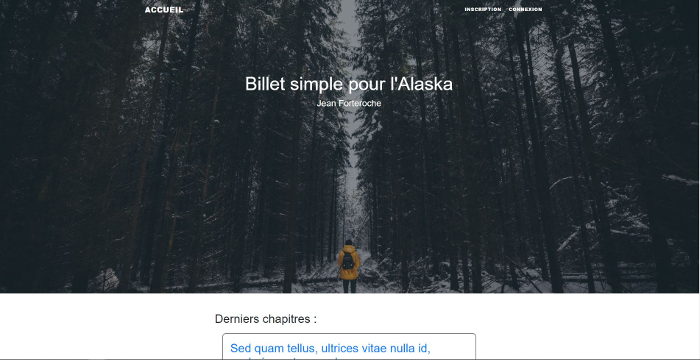 ACCUEIL
INSCRIPTION CONNEXION
Billet simple pour l'Alaska
Jean Forteroche
Derniers chapitres :
Sed quam tellus, ultrices vitae nulla id,